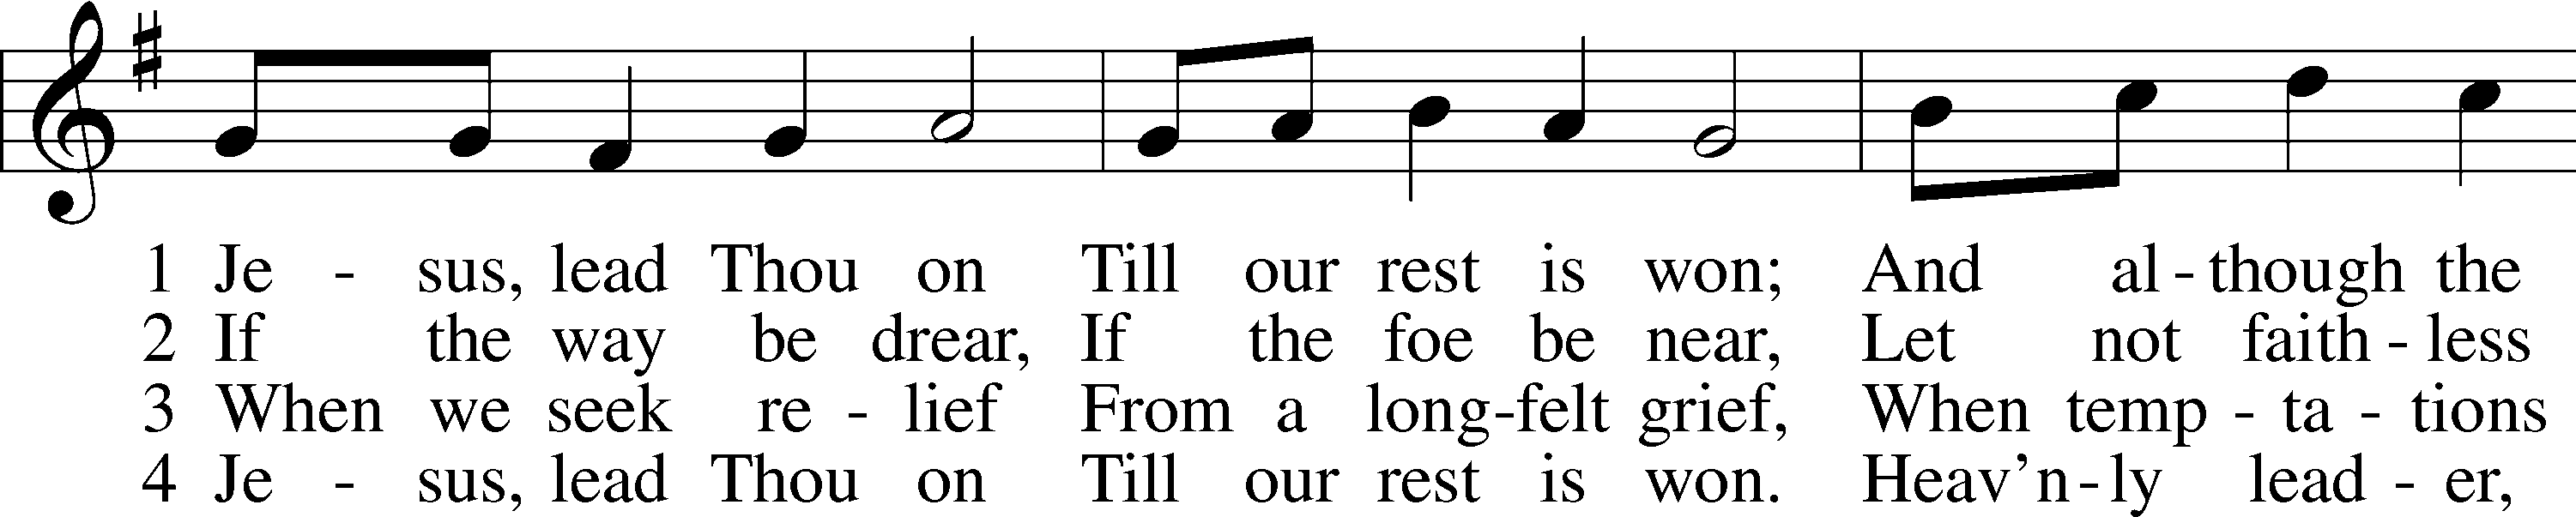 1 Je - sus, lead Thou on Till our rest is won; And al - though the
2 If the way be drear, If the foe be near, Let not faith - less
3 When we seek re - lief From a long-felt grief, When temp - ta - tions
4 Je - sus, lead Thou on Till our rest is won. Heav’n - ly lead - er,